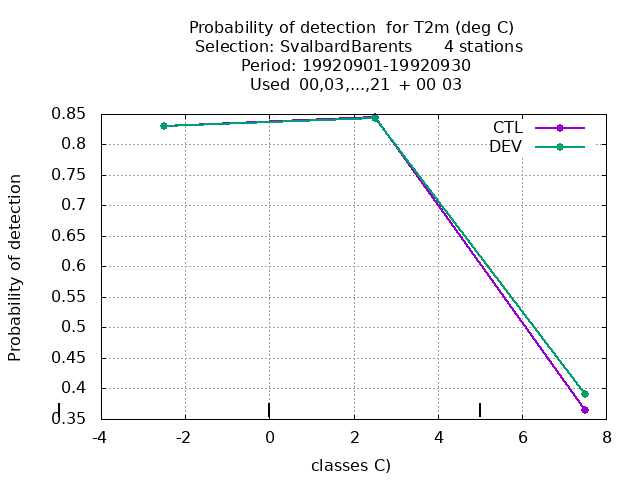 Probability of detection  for T2m (deg C)
Selection: SvalbardBarents      4 stations
Period: 19920901-19920930
Used  00,03,...,21  + 00 03
CTL
DEV
0.85
0.8
0.75
0.7
0.65
0.6
0.55
0.5
0.45
0.4
0.35
Probability of detection
-4
-2
0
2
4
6
8
classes C)